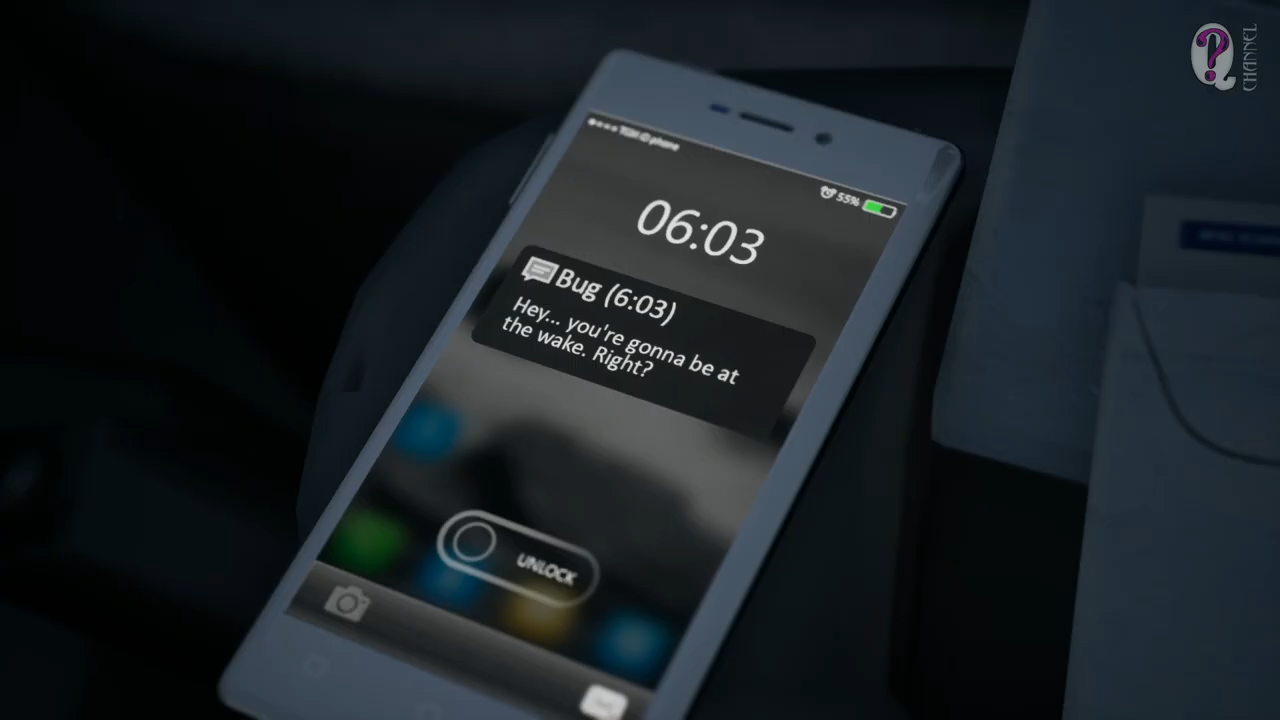 CHANNEL
55%
06:03
Bug (6:03)
Hey... you're gonna be at
the wake. Right?
UNLOCK